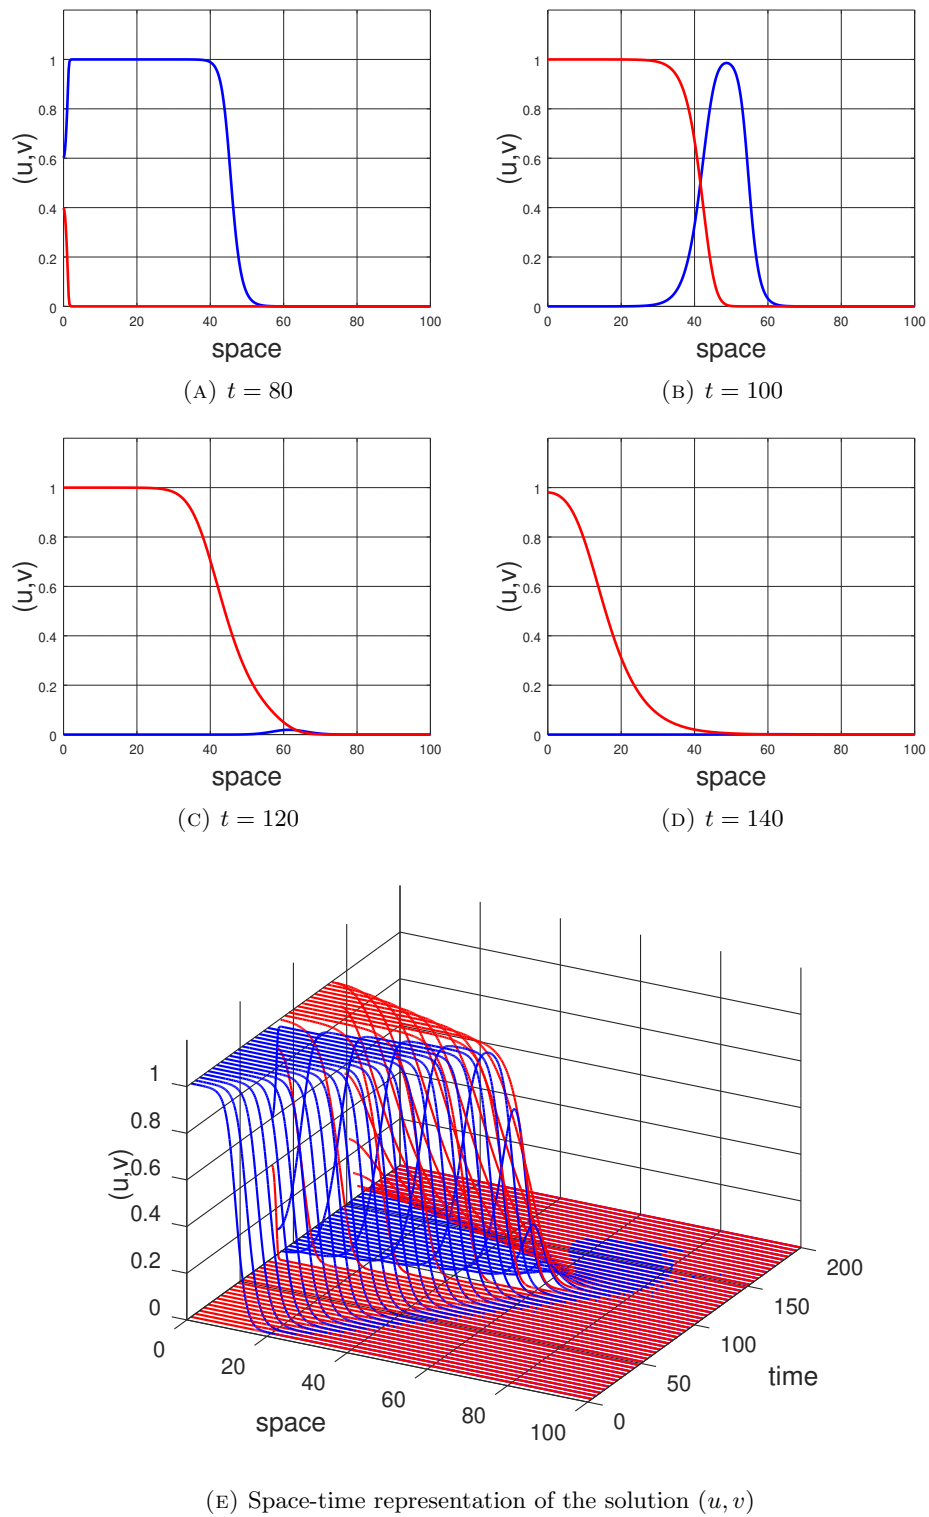 (u,v)
1
0.8
0.6
0.4
0.2
0
0 20 40 60 80 100
space
(A) t = 80
(u,v)
1
0.8
0.6
0.4
0.2
0
0 20 40 60 80 100
space
(B) t = 100
(u,v)
1
0.8
0.6
0.4
0.2
0
0 20 40 60 80 100
space
(C) t = 120
(u,v)
1
0.8
0.6
0.4
0.2
0
0 20 40 60 80 100
space
(D) t = 140
(u,v)
1
0.8
0.6
0.4
0.2
0
0 20 40 60 80 100
space
0 50 100 150 200
time
(E) Space-time representation of the solution (u, v)